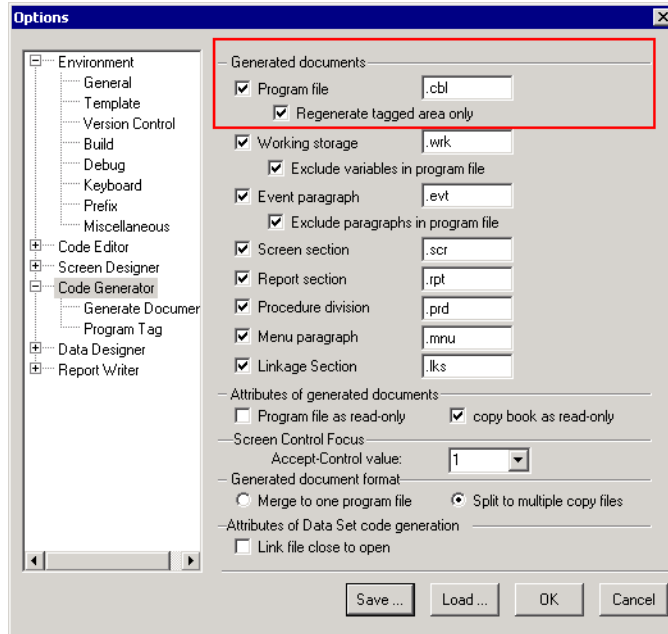 Options
Environment
General
Template
Version Control
Build
Debug
Keyboard
Prefix
Miscellaneous
Code Editor
Screen Designer
Code Generator
Generate Documer
Program Tag
Data Designer
Report Writer
Generated documents
Program file .cbl
Regenerate tagged area only
Working storage .wrk
Exclude variables in program file
Event paragraph .evt
Exclude paragraphs in program file
Screen section .scr
Report section .rpt
Procedure division .prd
Menu paragraph .mnu
Linkage Section .lks
Attributes of generated documents
Program file as read-only copy book as read-only
Screen Control Focus
Accept-Control value: 1
Generated document format
Merge to one program file Split to multiple copy files
Attributes of Data Set code generation
Link file close to open
Save ... Load ... OK Cancel